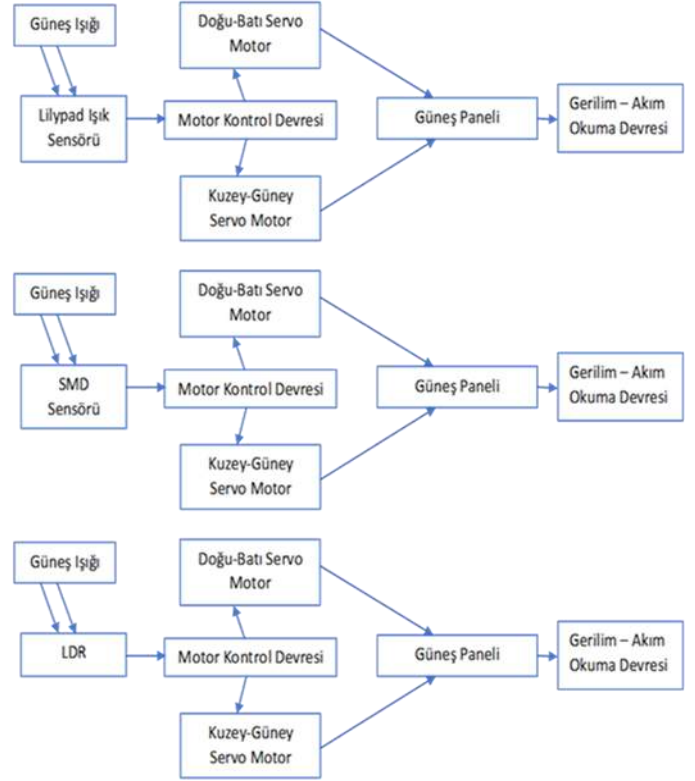 Güneş Işığı
Doğu-Batı Servo
Motor
Lilypad Işık
Sensörü
Motor Kontrol Devresi
Güneş Paneli
Gerilim – Akım
Okuma Devresi
Kuzey-Güney
Servo Motor
Güneş Işığı
Doğu-Batı Servo
Motor
SMD
Sensörü
Motor Kontrol Devresi
Güneş Paneli
Gerilim – Akım
Okuma Devresi
Kuzey-Güney
Servo Motor
Güneş Işığı
Doğu-Batı Servo
Motor
LDR
Motor Kontrol Devresi
Güneş Paneli
Gerilim – Akım
Okuma Devresi
Kuzey-Güney
Servo Motor